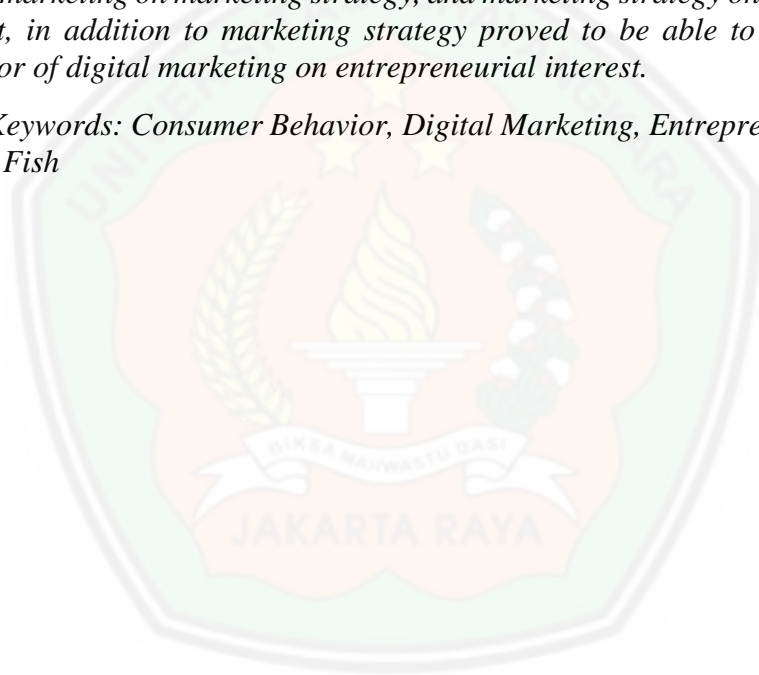 marketing on marketing strategy, and marketing strategy on
t, in addition to marketing strategy proved to be able to
or of digital marketing on entrepreneurial interest.
Keywords: Consumer Behavior, Digital Marketing, Entrepre
Fish
BIKSA MAHWASTU DASI
JAKARTA RAYA